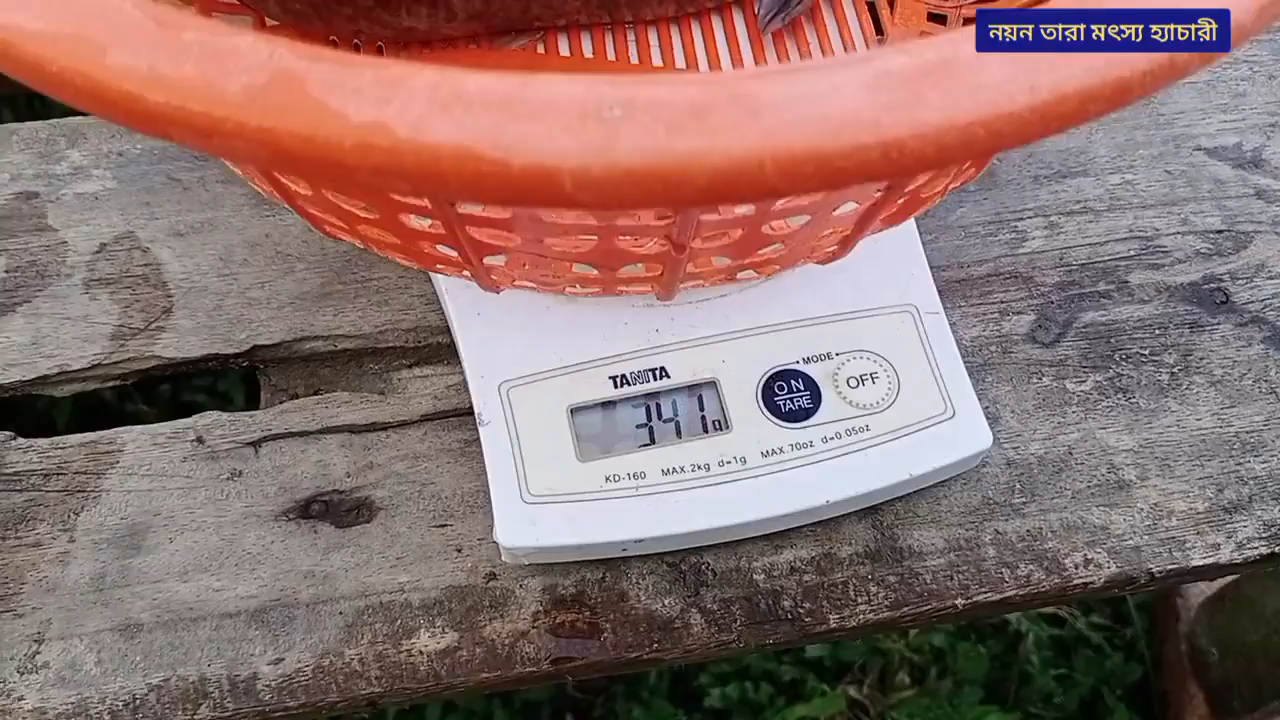 নয়ন তারা মৎস্য হ্যাচারী
TANITA
341g
MODE
ON
TARE
OFF
KD-160 MAX.2kg d=1g MAX.70oz d=0.05oz